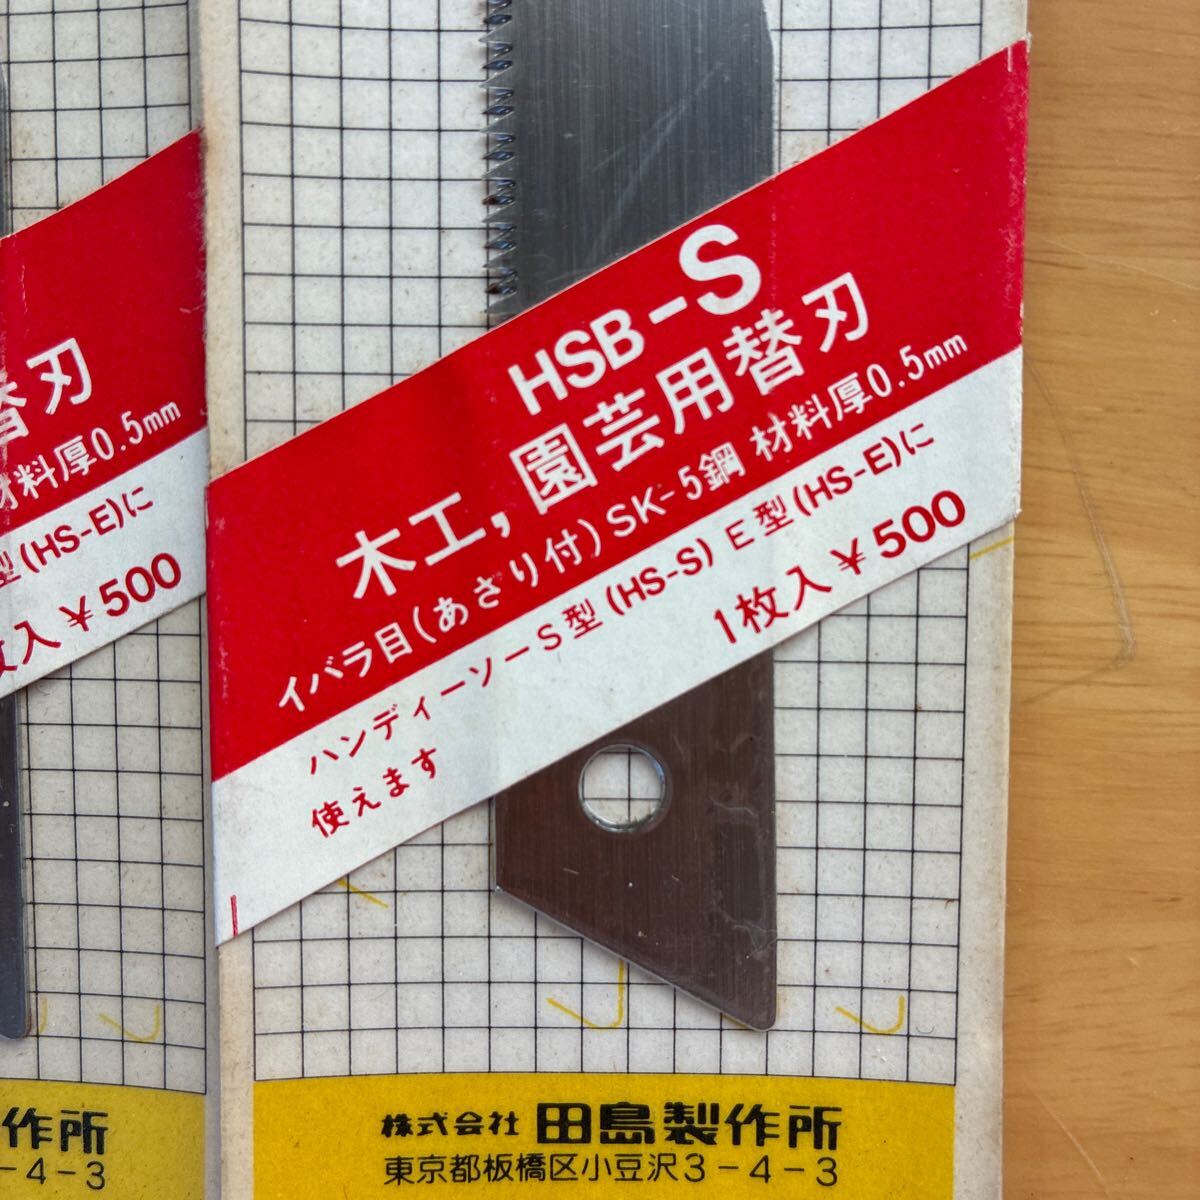 HSB-S
木工,園芸用替刃
イバラ目(あさり付)SK-5鋼 材料厚0.5mm
ハンディーソーS型(HS-S) E型(HS-E)に
使えます
1枚入¥500
株式会社 田島製作所
東京都板橋区小豆沢3-4-3
替刃
材料厚0.5mm
型(HS-E)に
枚入¥500
作所
-4-3